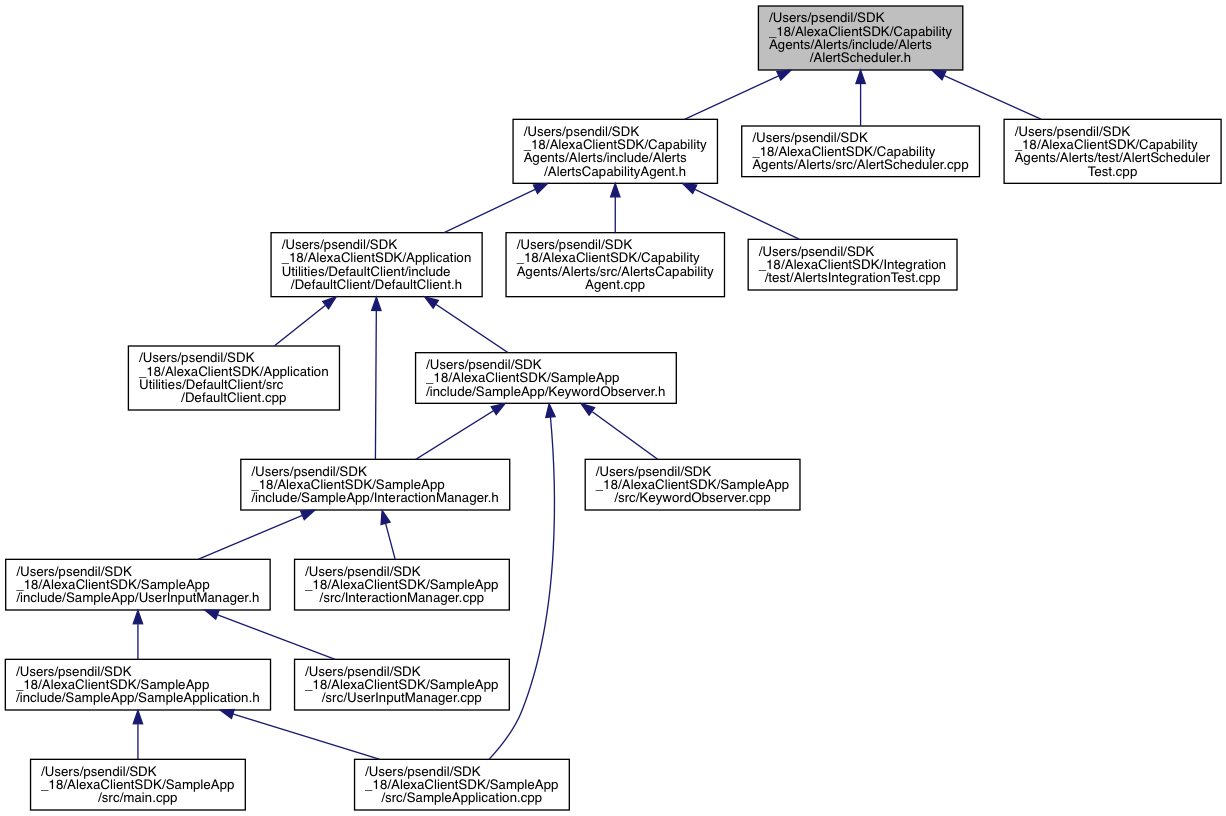 /Users/psendil/SDK
_18/AlexaClientSDK/Capability
Agents/Alerts/include/Alerts
/AlertScheduler.h
/Users/psendil/SDK
_18/AlexaClientSDK/Capability
Agents/Alerts/include/Alerts
/AlertsCapabilityAgent.h
/Users/psendil/SDK
_18/AlexaClientSDK/Capability
Agents/Alerts/src/AlertScheduler.cpp
/Users/psendil/SDK
_18/AlexaClientSDK/Capability
Agents/Alerts/test/AlertScheduler
Test.cpp
/Users/psendil/SDK
_18/AlexaClientSDK/Application
Utilities/DefaultClient/include
/DefaultClient/DefaultClient.h
/Users/psendil/SDK
_18/AlexaClientSDK/Capability
Agents/Alerts/src/AlertsCapability
Agent.cpp
/Users/psendil/SDK
_18/AlexaClientSDK/Integration
/test/AlertsIntegrationTest.cpp
/Users/psendil/SDK
_18/AlexaClientSDK/Application
Utilities/DefaultClient/src
/DefaultClient.cpp
/Users/psendil/SDK
_18/AlexaClientSDK/SampleApp
/include/SampleApp/KeywordObserver.h
/Users/psendil/SDK
_18/AlexaClientSDK/SampleApp
/include/SampleApp/InteractionManager.h
/Users/psendil/SDK
_18/AlexaClientSDK/SampleApp
/src/KeywordObserver.cpp
/Users/psendil/SDK
_18/AlexaClientSDK/SampleApp
/include/SampleApp/UserInputManager.h
/Users/psendil/SDK
_18/AlexaClientSDK/SampleApp
/src/InteractionManager.cpp
/Users/psendil/SDK
_18/AlexaClientSDK/SampleApp
/include/SampleApp/SampleApplication.h
/Users/psendil/SDK
_18/AlexaClientSDK/SampleApp
/src/UserInputManager.cpp
/Users/psendil/SDK
_18/AlexaClientSDK/SampleApp
/src/main.cpp
/Users/psendil/SDK
_18/AlexaClientSDK/SampleApp
/src/SampleApplication.cpp